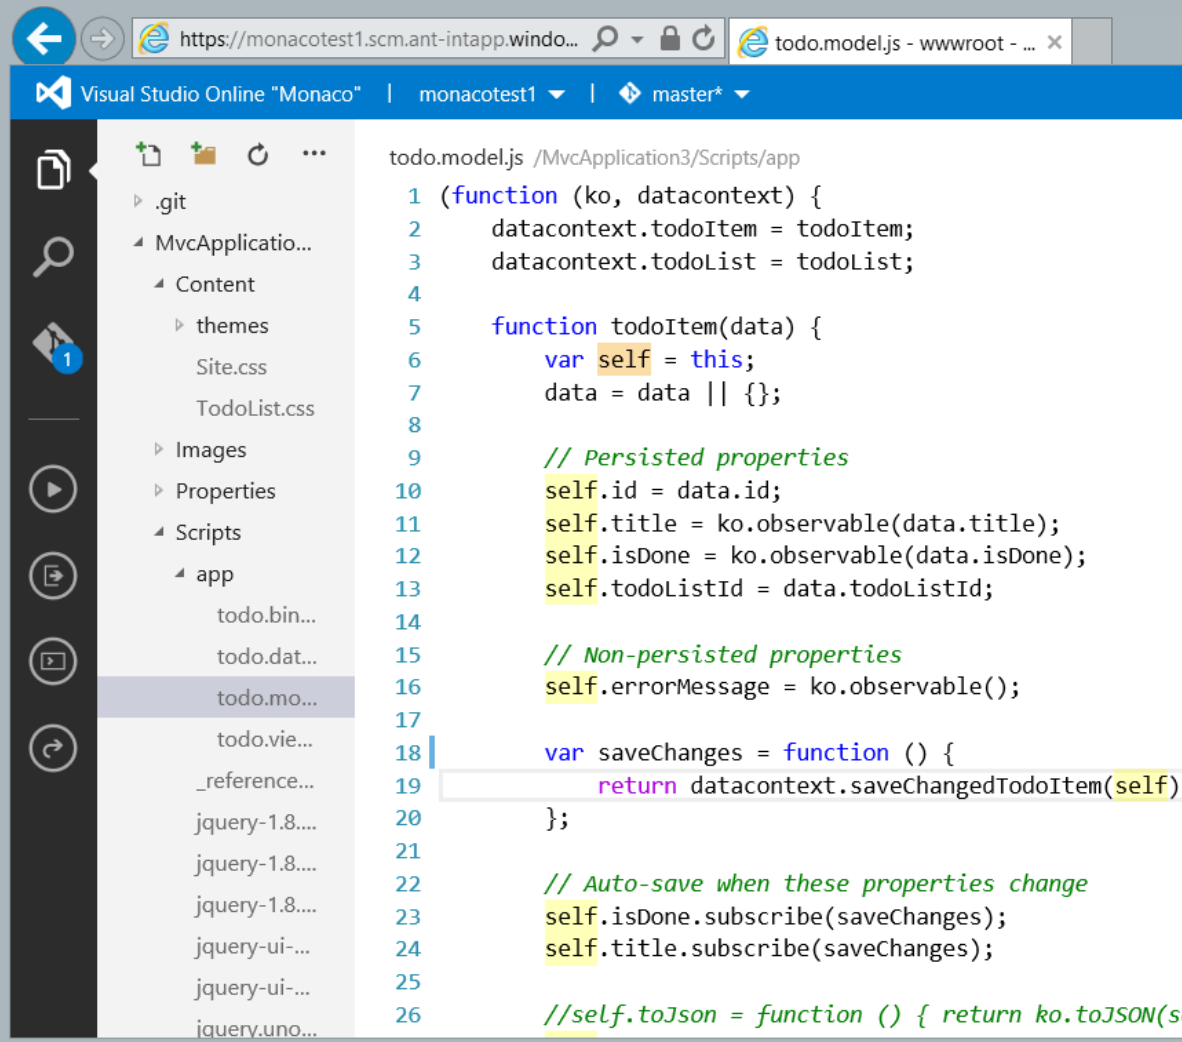 https://monacotest1.scm.ant-intapp.windo...
todo.model.js - wwwroot - ...
Visual Studio Online "Monaco" | monacotest1 | master*
1
.git
MvcApplicatio...
Content
themes
Site.css
TodoList.css
Images
Properties
Scripts
app
todo.bin...
todo.dat...
todo.mo...
todo.vie...
_reference...
jquery-1.8....
jquery-1.8....
jquery-1.8....
jquery-ui-...
jquery-ui-...
jquery.uno...
todo.model.js /MvcApplication3/Scripts/app
1 (function (ko, datacontext) {
2 datacontext.todoItem = todoItem;
3 datacontext.todoList = todoList;
4
5 function todoItem(data) {
6 var self = this;
7 data = data || {};
8
9 // Persisted properties
10 self.id = data.id;
11 self.title = ko.observable(data.title);
12 self.isDone = ko.observable(data.isDone);
13 self.todoListId = data.todoListId;
14
15 // Non-persisted properties
16 self.errorMessage = ko.observable();
17
18 var saveChanges = function () {
19 return datacontext.saveChangedTodoItem(self)
20 };
21
22 // Auto-save when these properties change
23 self.isDone.subscribe(saveChanges);
24 self.title.subscribe(saveChanges);
25
26 //self.toJson = function () { return ko.toJSON(s